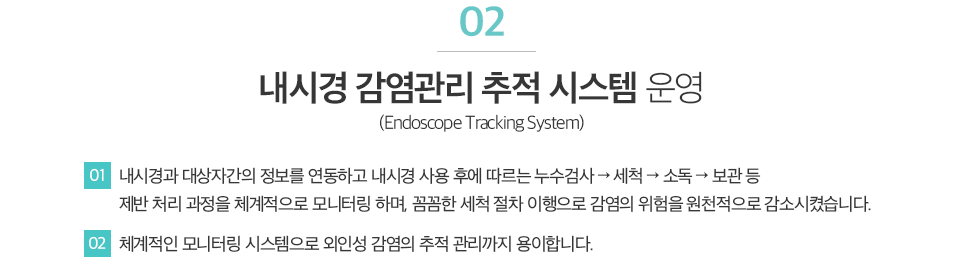 02
내시경 감염관리 추적 시스템 운영
(Endoscope Tracking System)
01 내시경과 대상자간의 정보를 연동하고 내시경 사용 후에 따르는 누수검사 → 세척 → 소독 → 보관 등
제반 처리 과정을 체계적으로 모니터링 하며, 꼼꼼한 세척 절차 이행으로 감염의 위험을 원천적으로 감소시켰습니다.
02 체계적인 모니터링 시스템으로 외인성 감염의 추적 관리까지 용이합니다.